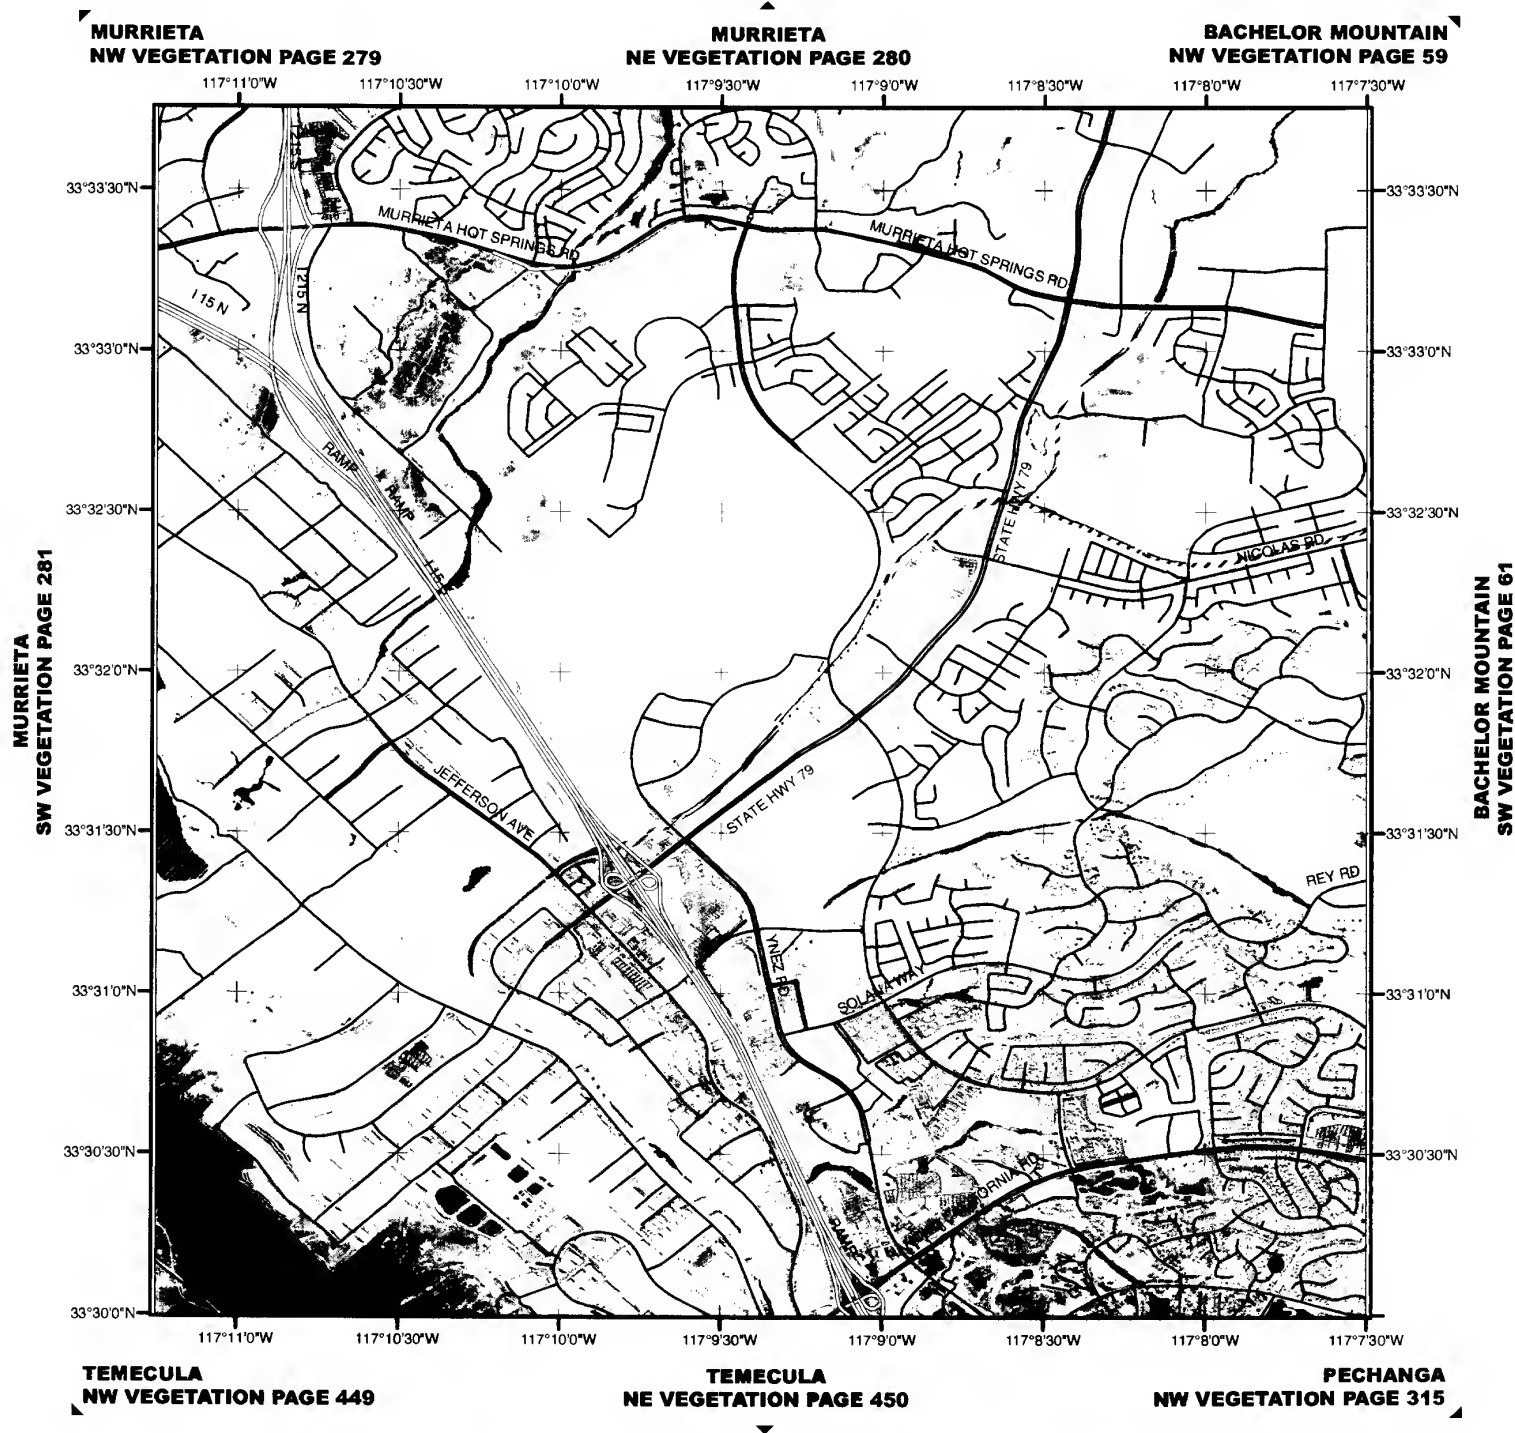 MURRIETA
NW VEGETATION PAGE 279
MURRIETA
NE VEGETATION PAGE 280
BACHELOR MOUNTAIN
NW VEGETATION PAGE 59
117°11'0"W
117°10'30"W
117°10'0"W
117°9'30"W
117°9'0"W
117°8'30"W
117°8'0"W
117°7'30"W
I 215 S
33°33'30"N
33°33'30"N
MURRIETA HOT SPRINGS RD
MURRIETA HOT SPRINGS RD
I 215 N
I 15 N
33°33'0"N
33°33'0"N
RAMP
RAMP
STATE HWY 79
33°32'30"N
33°32'30"N
NICOLAS RD
I 15
MURRIETA
SW VEGETATION PAGE 281
BACHELOR MOUNTAIN
SW VEGETATION PAGE 61
33°32'0"N
33°32'0"N
JEFFERSON AVE
STATE HWY 79
33°31'30"N
33°31'30"N
REY RD
YNEZ RD
SOLANA WAY
33°31'0"N
33°31'0"N
33°30'30"N
33°30'30"N
ORNIA RD
RAMP
33°30'0"N
117°11'0"W
117°10'30"W
117°10'0"W
117°9'30"W
117°9'0"W
117°8'30"W
117°8'0"W
117°7'30"W
TEMECULA
NW VEGETATION PAGE 449
TEMECULA
NE VEGETATION PAGE 450
PECHANGA
NW VEGETATION PAGE 315